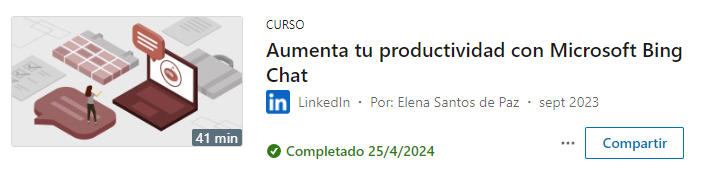 CURSO
Aumenta tu productividad con Microsoft Bing
Chat
in LinkedIn · Por: Elena Santos de Paz · sept 2023
41 min
Completado 25/4/2024
··· Compartir